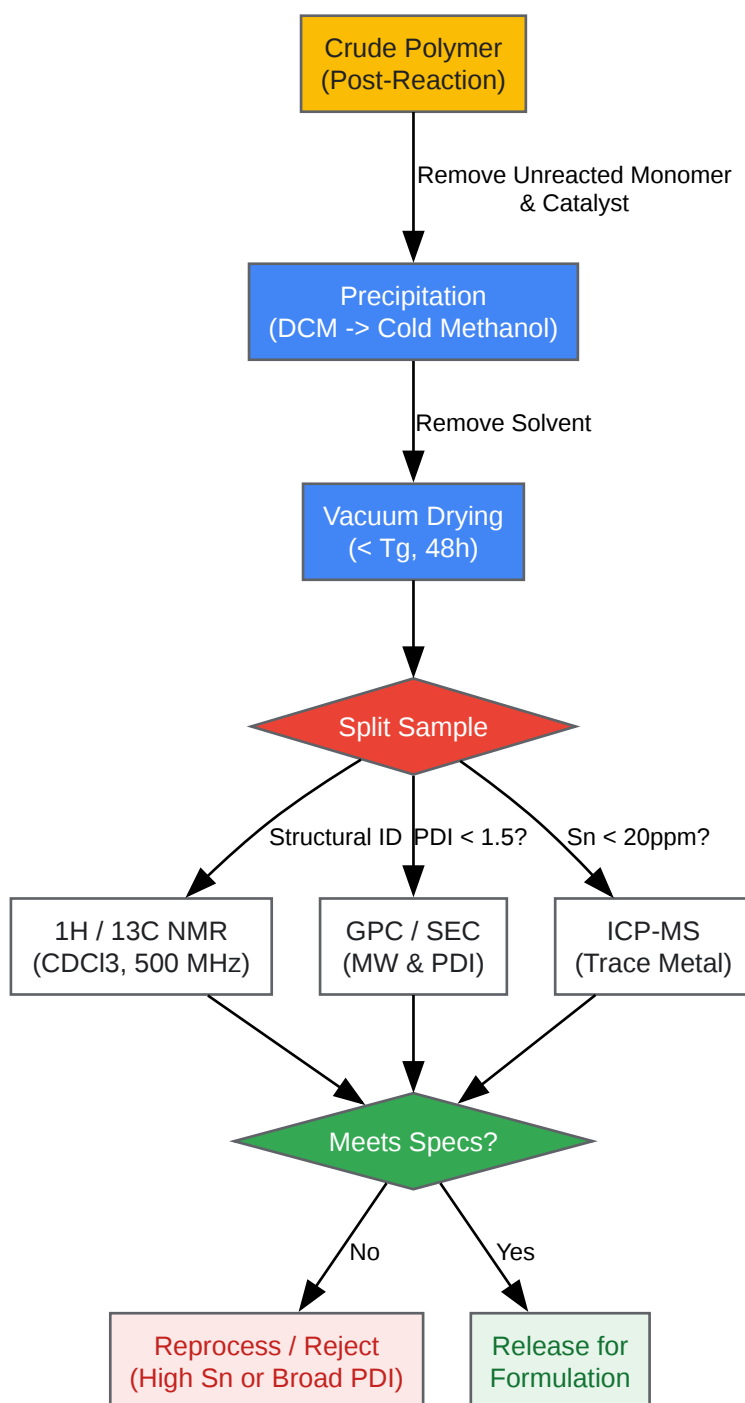 Crude Polymer
(Post-Reaction)
Remove Unreacted Monomer
& Catalyst
Precipitation
(DCM -> Cold Methanol)
Remove Solvent
Vacuum Drying
(< Tg, 48h)
Split Sample
Structural ID
PDI < 1.5?
Sn < 20ppm?
1H / 13C NMR
(CDCl3, 500 MHz)
GPC / SEC
(MW & PDI)
ICP-MS
(Trace Metal)
Meets Specs?
No
Yes
Reprocess / Reject
(High Sn or Broad PDI)
Release for
Formulation